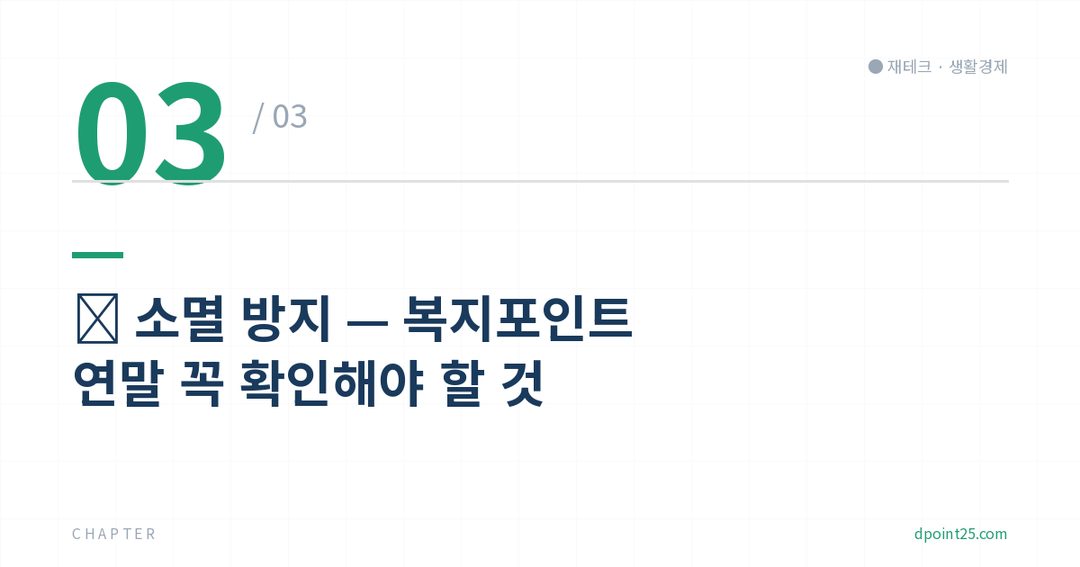 03 / 03
● 재테크 · 생활경제
소멸 방지 — 복지포인트
연말 꼭 확인해야 할 것
CHAPTER
dpoint25.com